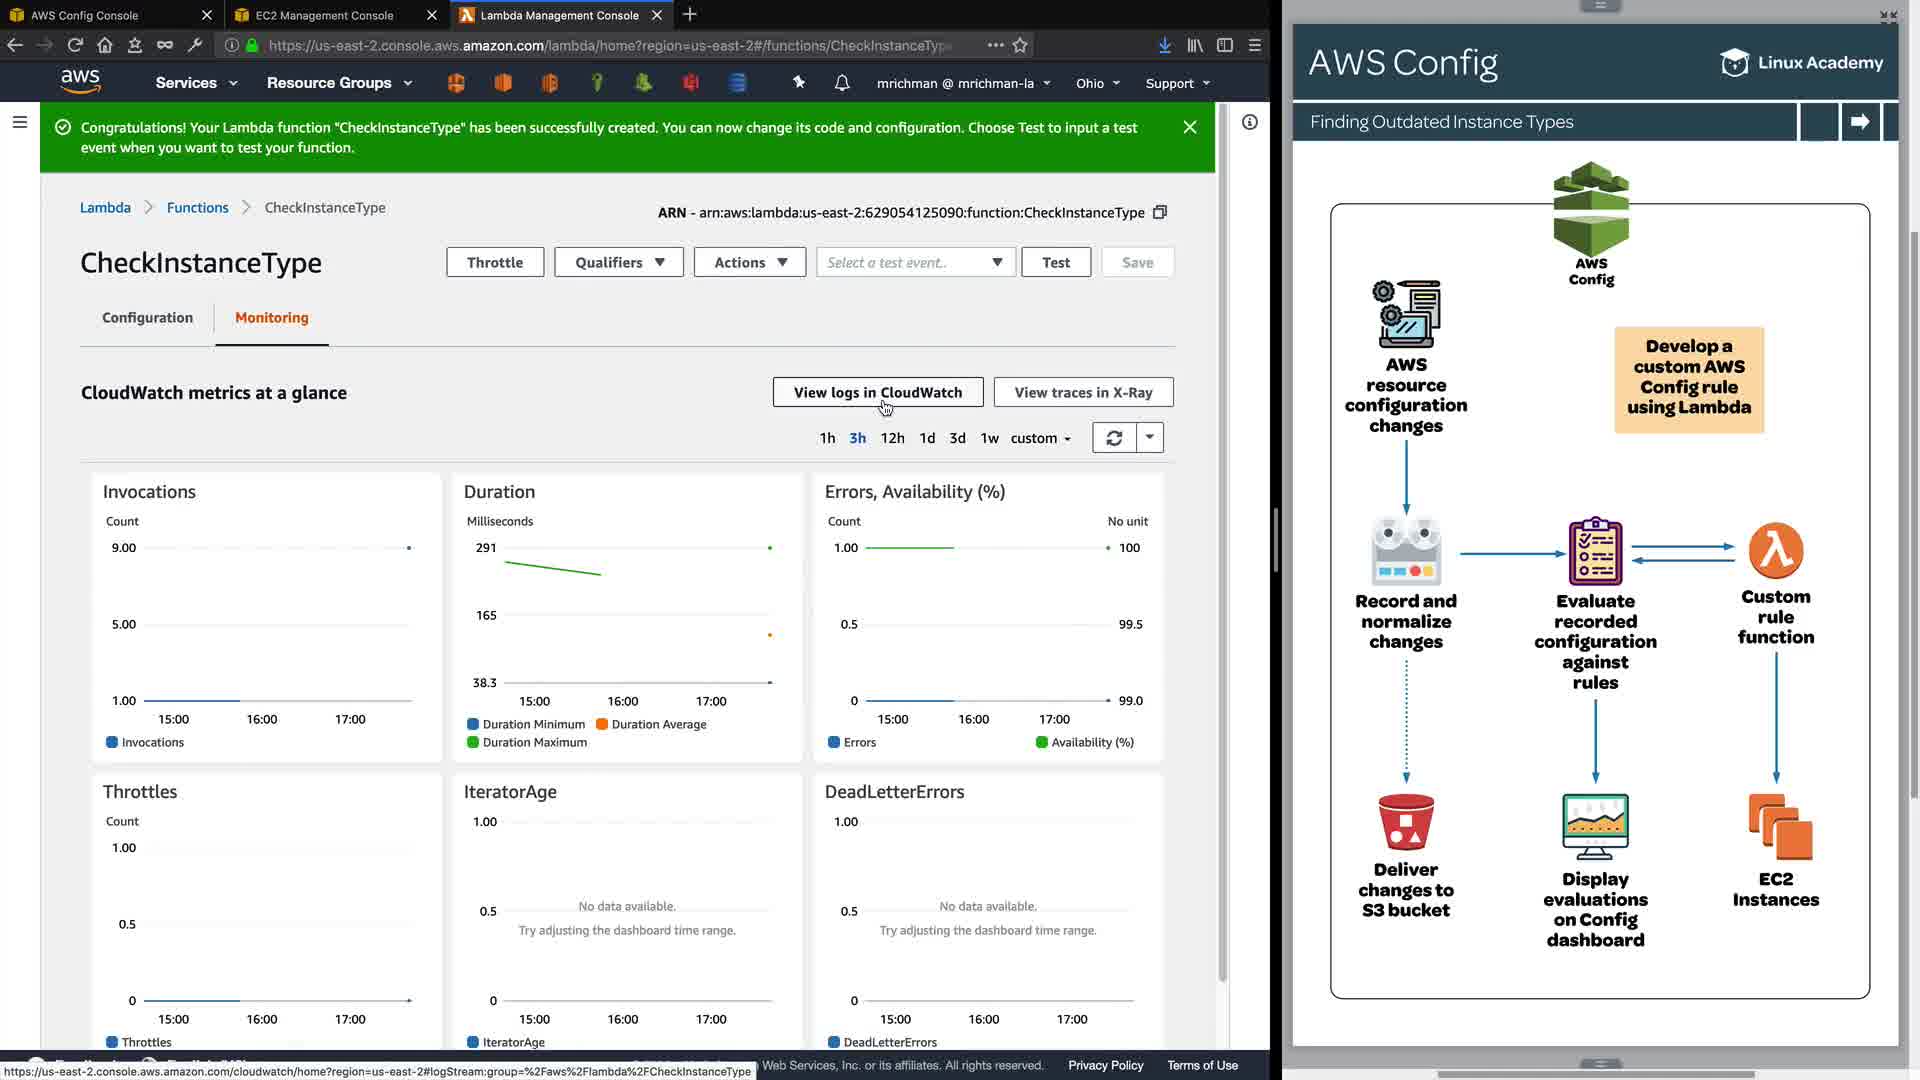 AWS Config Console
EC2 Management Console
Lambda Management Console
https://us-east-2.console.aws.amazon.com/lambda/home?region=us-east-2#/functions/CheckInstanceType
aws
Services
Resource Groups
mrichman @ mrichman-la
Ohio
Support
Congratulations! Your Lambda function "CheckInstanceType" has been successfully created. You can now change its code and configuration. Choose Test to input a test
event when you want to test your function.
Lambda
Functions
CheckInstanceType
ARN - arn:aws:lambda:us-east-2:629054125090:function:CheckInstanceType
CheckInstanceType
Throttle
Qualifiers
Actions
Select a test event..
Test
Save
Configuration
Monitoring
CloudWatch metrics at a glance
View logs in CloudWatch
View traces in X-Ray
1h 3h 12h 1d 3d 1w custom
Invocations
Count
9.00
5.00
1.00
15:00 16:00 17:00
Invocations
Duration
Milliseconds
291
165
38.3
15:00 16:00 17:00
Duration Minimum
Duration Average
Duration Maximum
Errors, Availability (%)
Count
No unit
1.00
100
0.5
99.5
0
99.0
15:00 16:00 17:00
Errors
Availability (%)
Throttles
Count
1.00
0.5
0
15:00 16:00 17:00
Throttles
IteratorAge
1.00
0.5
No data available.
Try adjusting the dashboard time range.
0
15:00 16:00 17:00
IteratorAge
DeadLetterErrors
1.00
0.5
No data available.
Try adjusting the dashboard time range.
0
15:00 16:00 17:00
DeadLetterErrors
Web Services, Inc. or its affiliates. All rights reserved.
Privacy Policy
Terms of Use
https://us-east-2.console.aws.amazon.com/cloudwatch/home?region=us-east-2#logStream:group=%2Faws%2Flambda%2FCheckInstanceType
AWS Config
Linux Academy
Finding Outdated Instance Types
AWS
Config
AWS
resource
configuration
changes
Develop a
custom AWS
Config rule
using Lambda
Record and
normalize
changes
Evaluate
recorded
configuration
against
rules
Custom
rule
function
Deliver
changes to
S3 bucket
Display
evaluations
on Config
dashboard
EC2
Instances